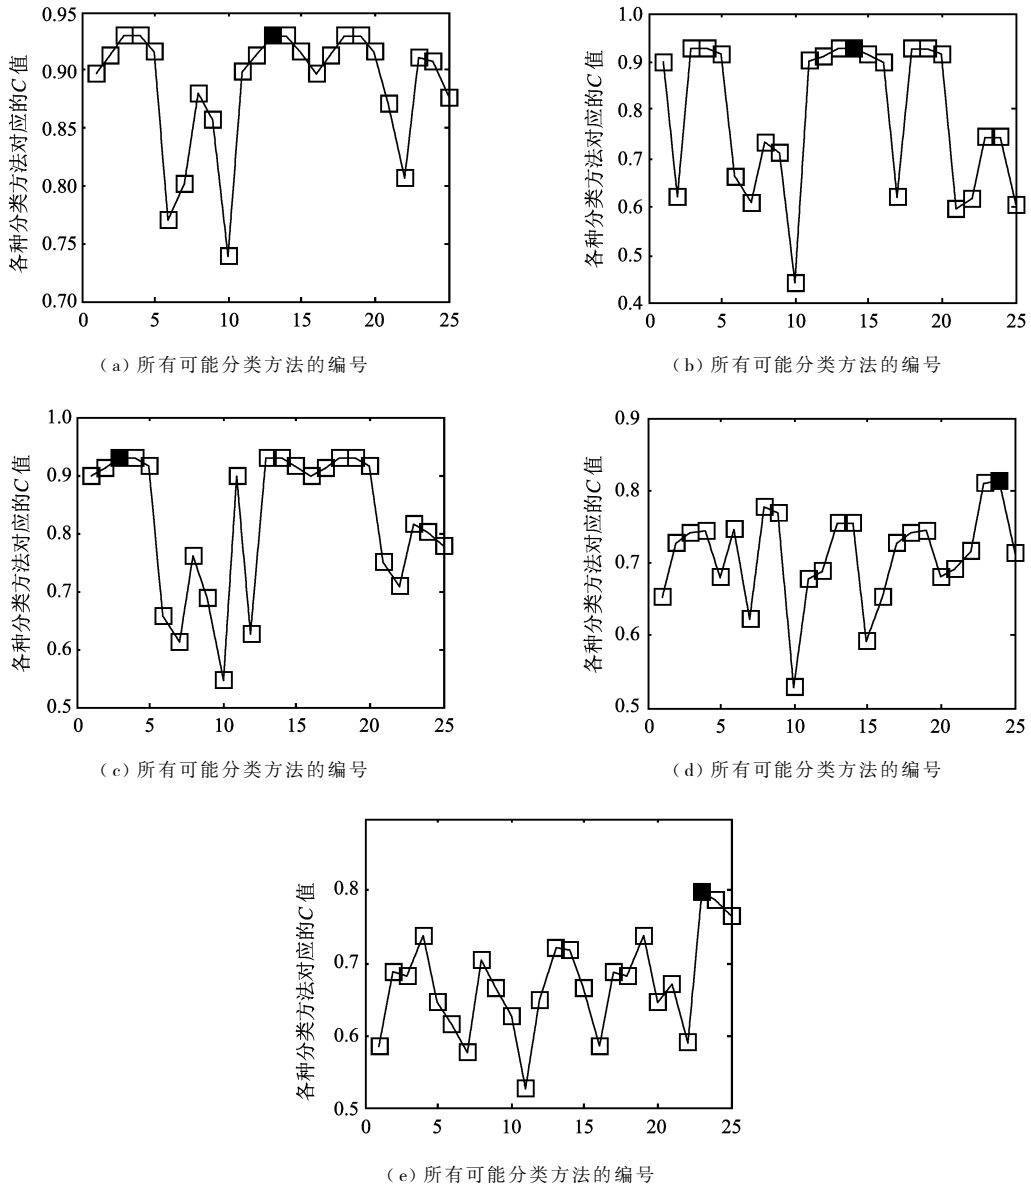 各种分类方法对应的C值
0.95
0.90
0.85
0.80
0.75
0.70
0 5 10 15 20 25
(a)所有可能分类方法的编号
各种分类方法对应的C值
1.0
0.9
0.8
0.7
0.6
0.5
0.4
0 5 10 15 20 25
(b)所有可能分类方法的编号
各种分类方法对应的C值
1.0
0.9
0.8
0.7
0.6
0.5
0 5 10 15 20 25
(c)所有可能分类方法的编号
各种分类方法对应的C值
0.9
0.8
0.7
0.6
0.5
0 5 10 15 20 25
(d)所有可能分类方法的编号
各种分类方法对应的C值
0.8
0.7
0.6
0.5
0 5 10 15 20 25
(e)所有可能分类方法的编号